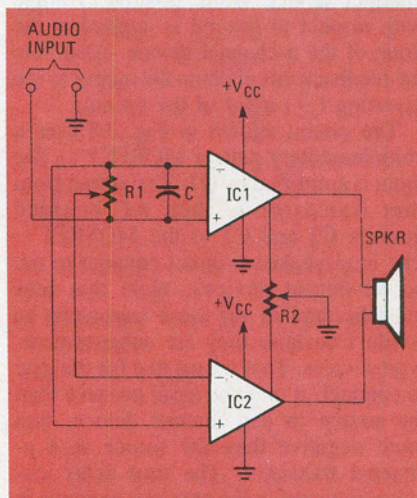 AUDIO
INPUT
+VCC
−
R1
C
IC1
+
SPKR
+VCC
R2
−
IC2
+